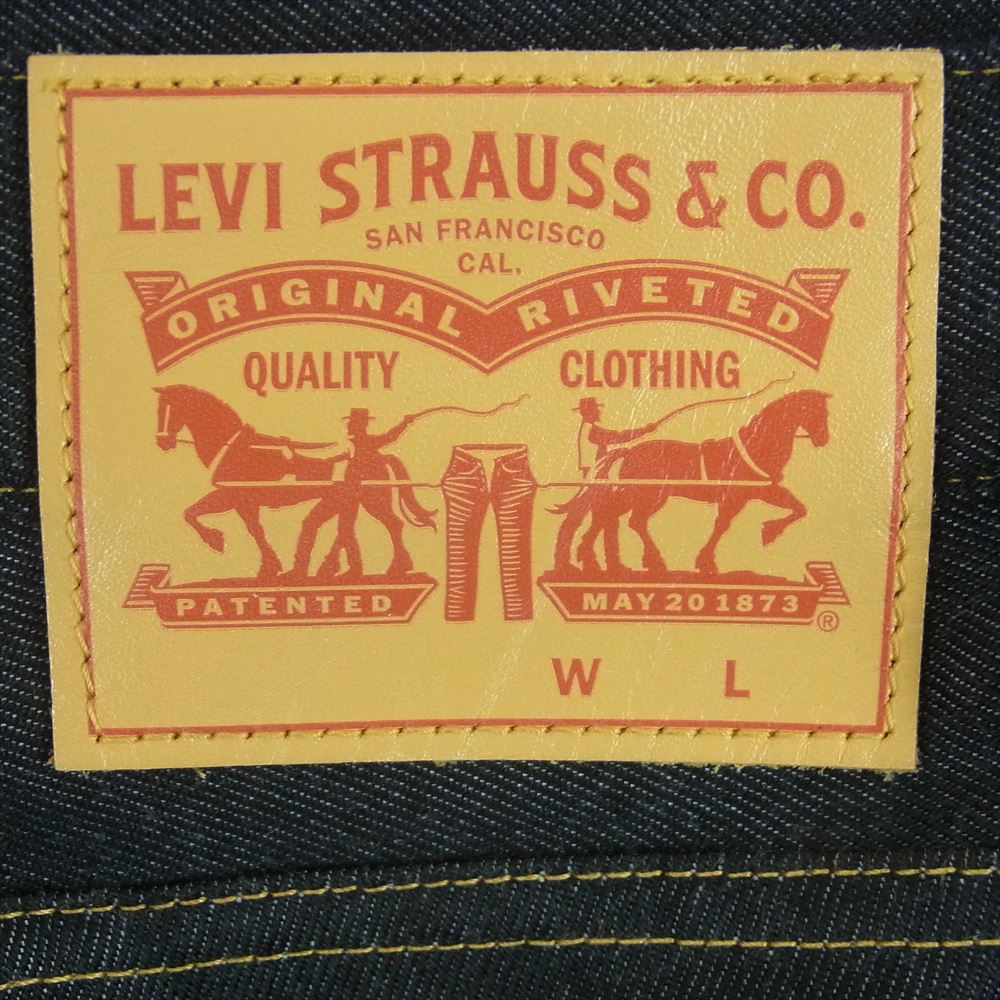 LEVI STRAUSS & CO.
SAN FRANCISCO
CAL.
ORIGINAL RIVETED
QUALITY CLOTHING
PATENTED MAY 20 1873 ®
W L